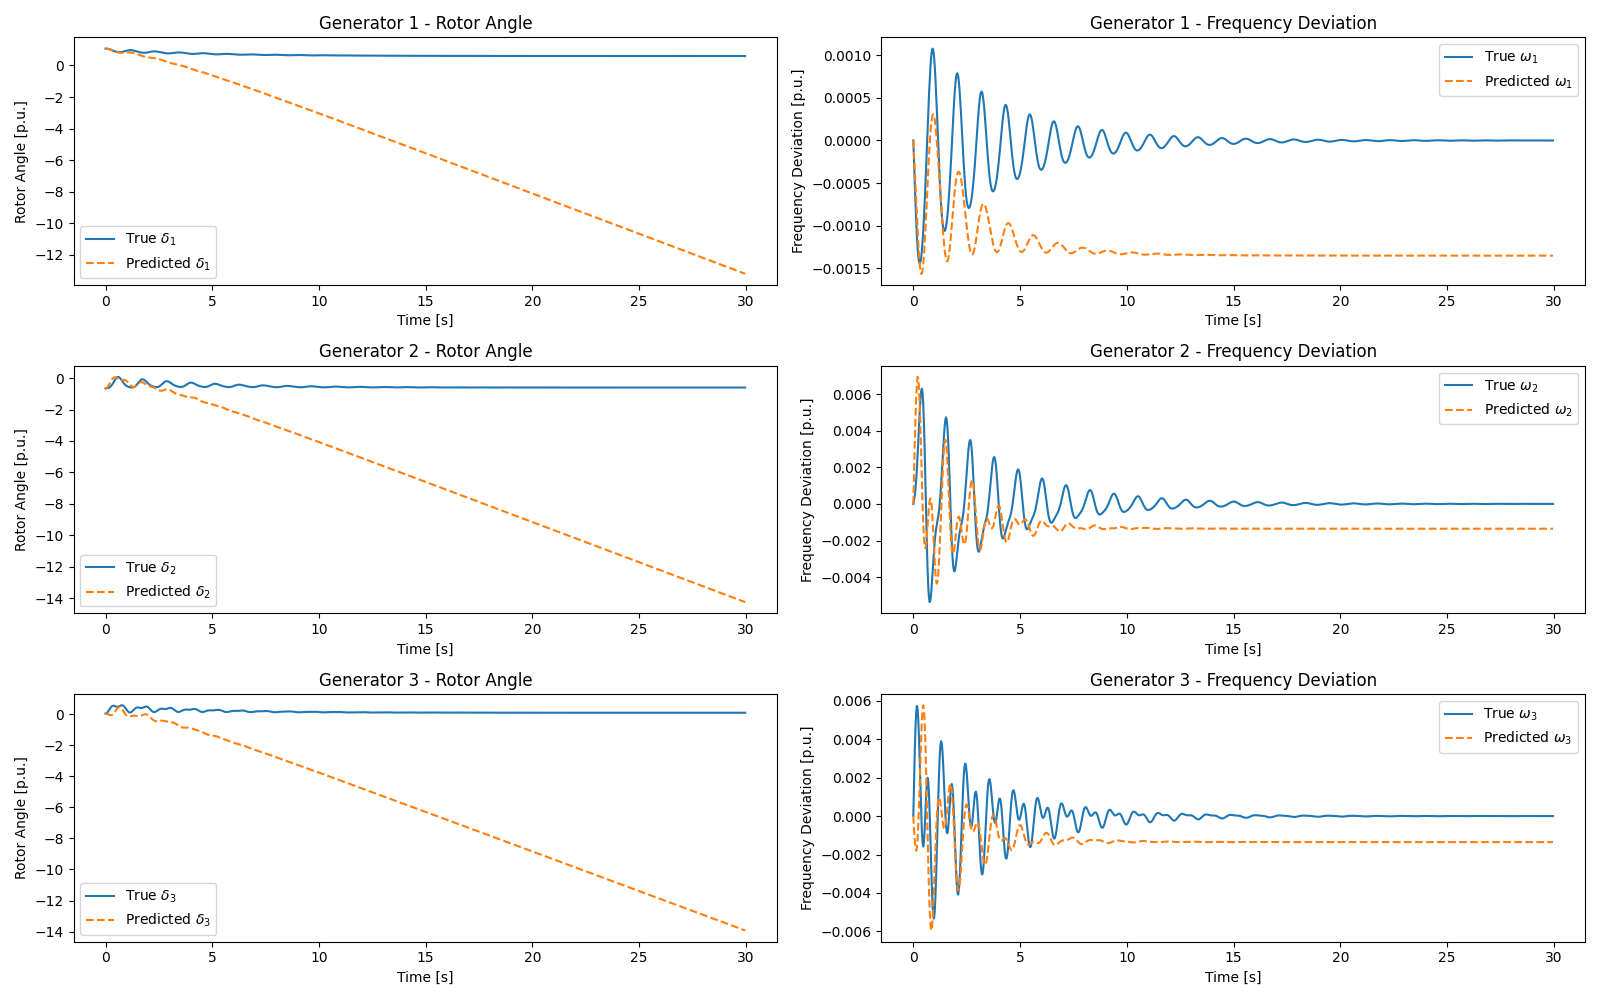 Generator 1 - Rotor Angle
Rotor Angle [p.u.]
0
−2
−4
−6
−8
−10
−12
True δ₁
Predicted δ₁
0 5 10 15 20 25 30
Time [s]
Generator 1 - Frequency Deviation
Frequency Deviation [p.u.]
0.0010
0.0005
0.0000
−0.0005
−0.0010
−0.0015
True ω₁
Predicted ω₁
0 5 10 15 20 25 30
Time [s]
Generator 2 - Rotor Angle
Rotor Angle [p.u.]
0
−2
−4
−6
−8
−10
−12
−14
True δ₂
Predicted δ₂
0 5 10 15 20 25 30
Time [s]
Generator 2 - Frequency Deviation
Frequency Deviation [p.u.]
0.006
0.004
0.002
0.000
−0.002
−0.004
True ω₂
Predicted ω₂
0 5 10 15 20 25 30
Time [s]
Generator 3 - Rotor Angle
Rotor Angle [p.u.]
0
−2
−4
−6
−8
−10
−12
−14
True δ₃
Predicted δ₃
0 5 10 15 20 25 30
Time [s]
Generator 3 - Frequency Deviation
Frequency Deviation [p.u.]
0.006
0.004
0.002
0.000
−0.002
−0.004
−0.006
True ω₃
Predicted ω₃
0 5 10 15 20 25 30
Time [s]